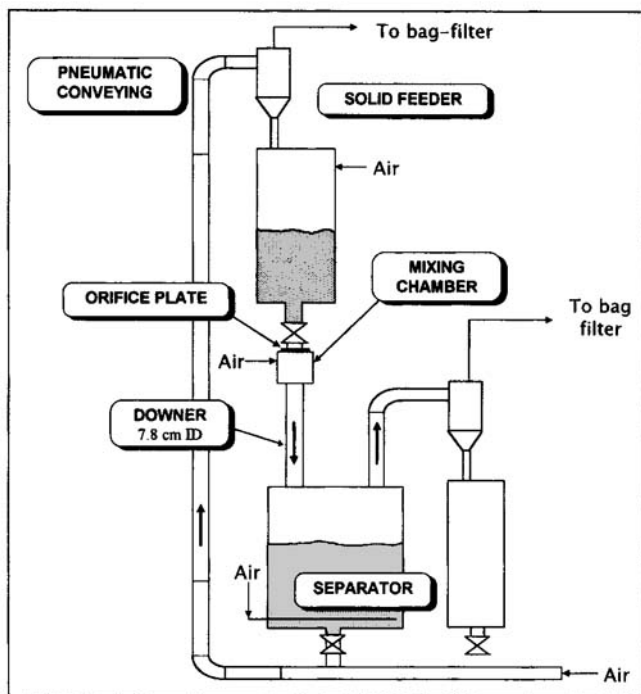 To bag-filter
PNEUMATIC
CONVEYING
SOLID FEEDER
Air
MIXING
CHAMBER
ORIFICE PLATE
To bag
filter
Air
DOWNER
7.8 cm ID
Air
SEPARATOR
Air